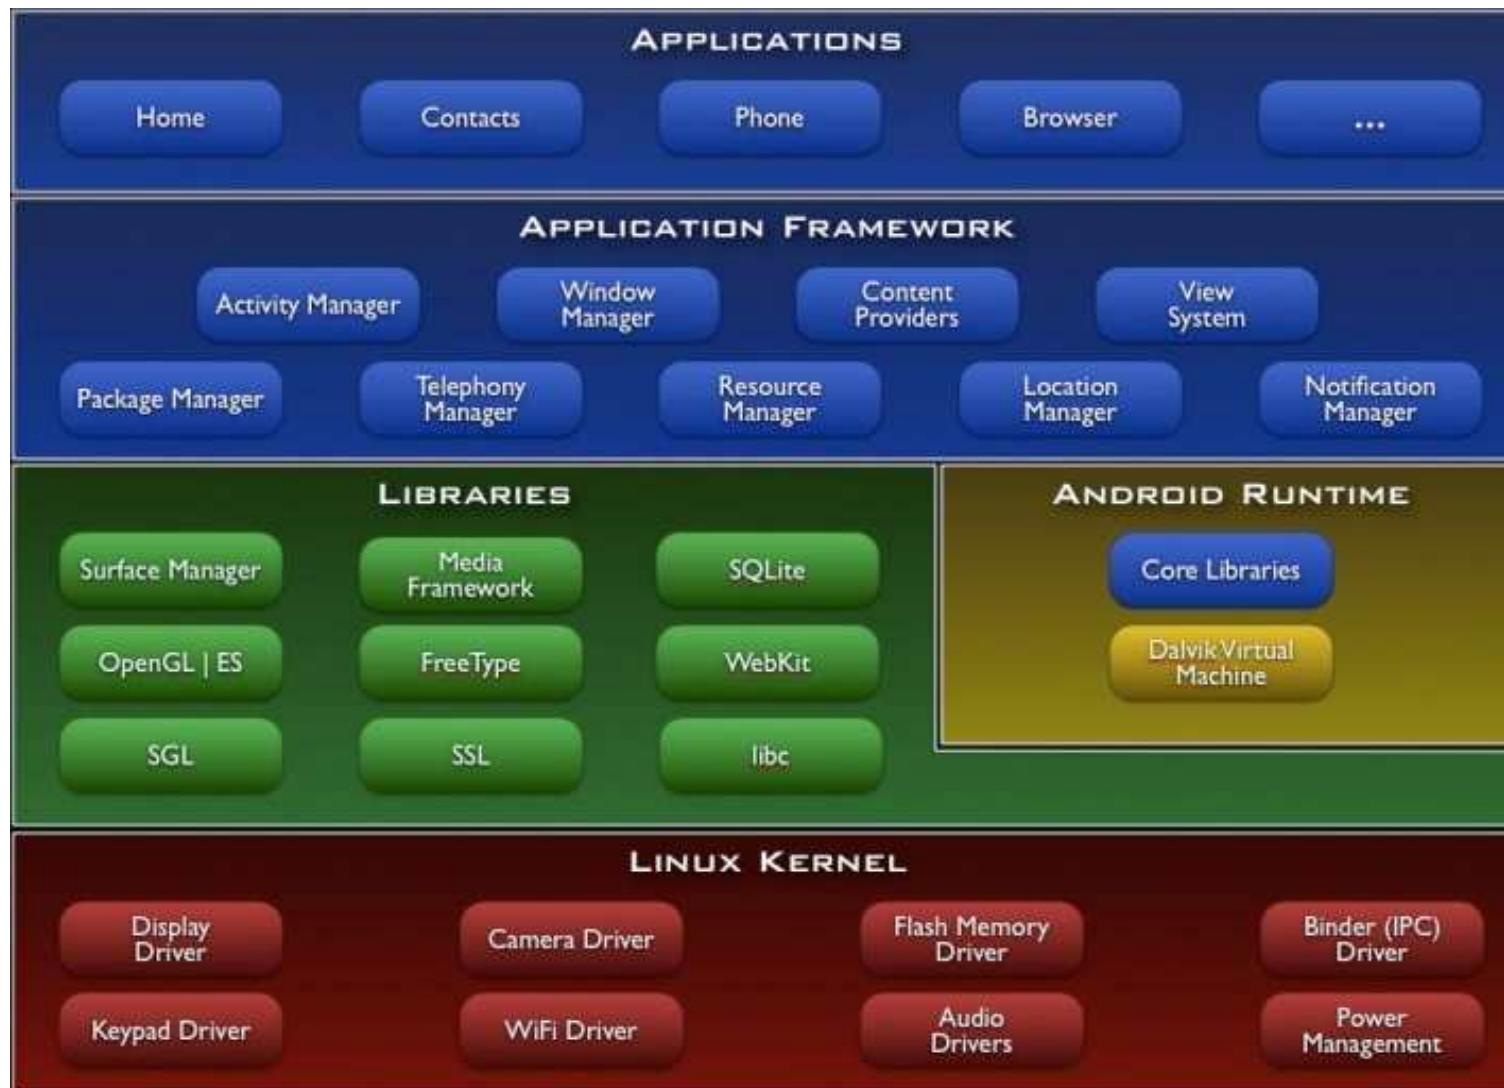 APPLICATIONS
Home
Contacts
Phone
Browser
...
APPLICATION FRAMEWORK
Activity Manager
Window
Manager
Content
Providers
View
System
Package Manager
Telephony
Manager
Resource
Manager
Location
Manager
Notification
Manager
LIBRARIES
Surface Manager
Media
Framework
SQLite
OpenGL | ES
FreeType
WebKit
SGL
SSL
libc
ANDROID RUNTIME
Core Libraries
Dalvik Virtual
Machine
LINUX KERNEL
Display
Driver
Camera Driver
Flash Memory
Driver
Binder (IPC)
Driver
Keypad Driver
WiFi Driver
Audio
Drivers
Power
Management